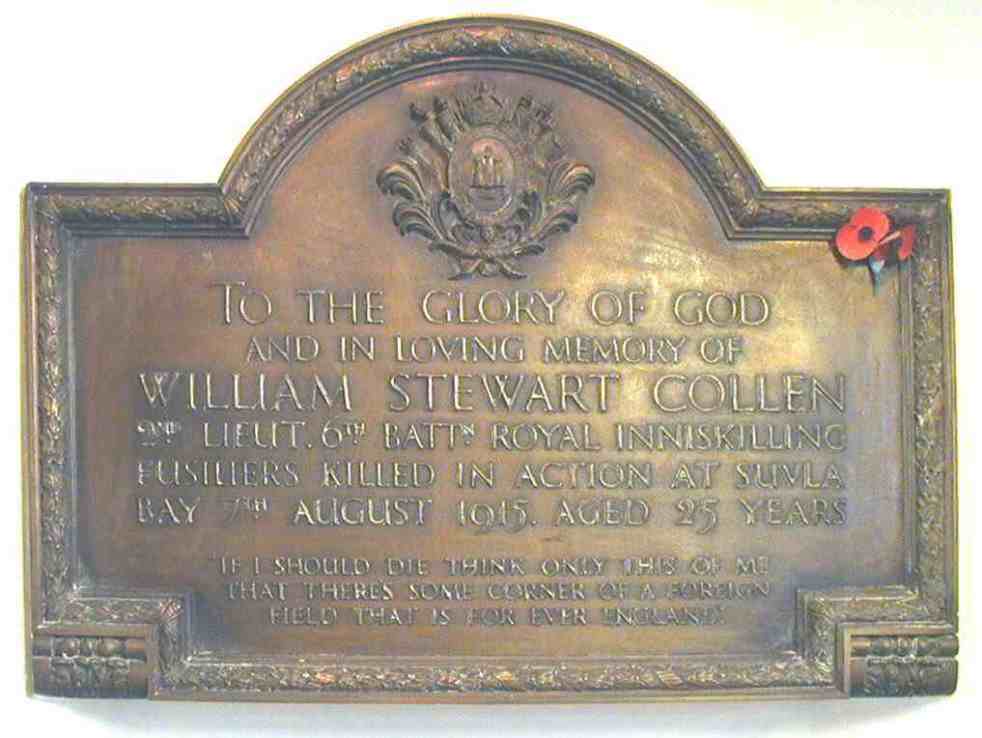 TO THE GLORY OF GOD
AND IN LOVING MEMORY OF
WILLIAM STEWART COLLEN
2ND LIEUT. 6TH BATTN ROYAL INNISKILLING
FUSILIERS KILLED IN ACTION AT SUVLA
BAY 7TH AUGUST 1915. AGED 25 YEARS
"IF I SHOULD DIE THINK ONLY THIS OF ME
THAT THERE'S SOME CORNER OF A FOREIGN
FIELD THAT IS FOR EVER ENGLAND."